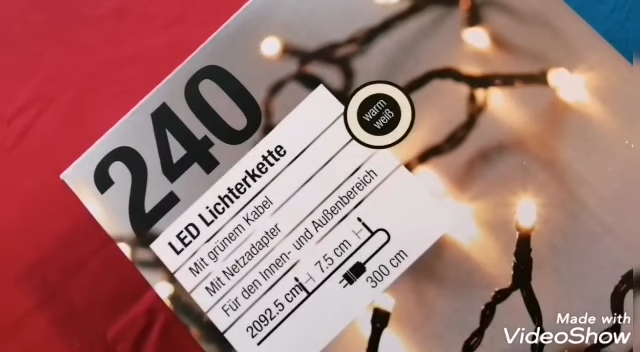 240
warm
weiß
LED Lichterkette
Mit grünem Kabel
Mit Netzadapter
Für den Innen- und Außenbereich
2092.5 cm 7.5 cm 300 cm
Made with
VideoShow